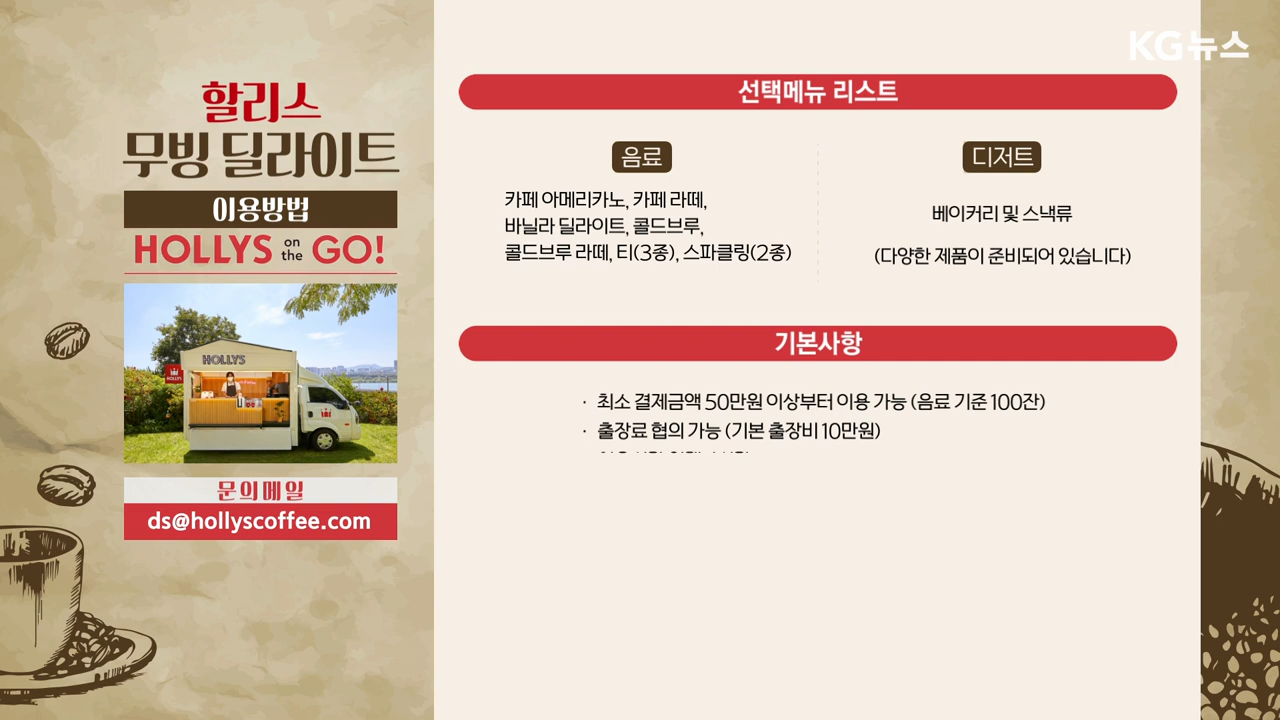 KG뉴스
할리스
무빙 딜라이트
이용방법
HOLLYS on the GO!
HOLLYS
HOLLYS
문의메일
ds@hollyscoffee.com
선택메뉴 리스트
음료
카페 아메리카노, 카페 라떼,
바닐라 딜라이트, 콜드브루,
콜드브루 라떼, 티(3종), 스파클링(2종)
디저트
베이커리 및 스낵류
(다양한 제품이 준비되어 있습니다)
기본사항
· 최소 결제금액 50만원 이상부터 이용 가능 (음료 기준 100잔)
· 출장료 협의 가능 (기본 출장비 10만원)